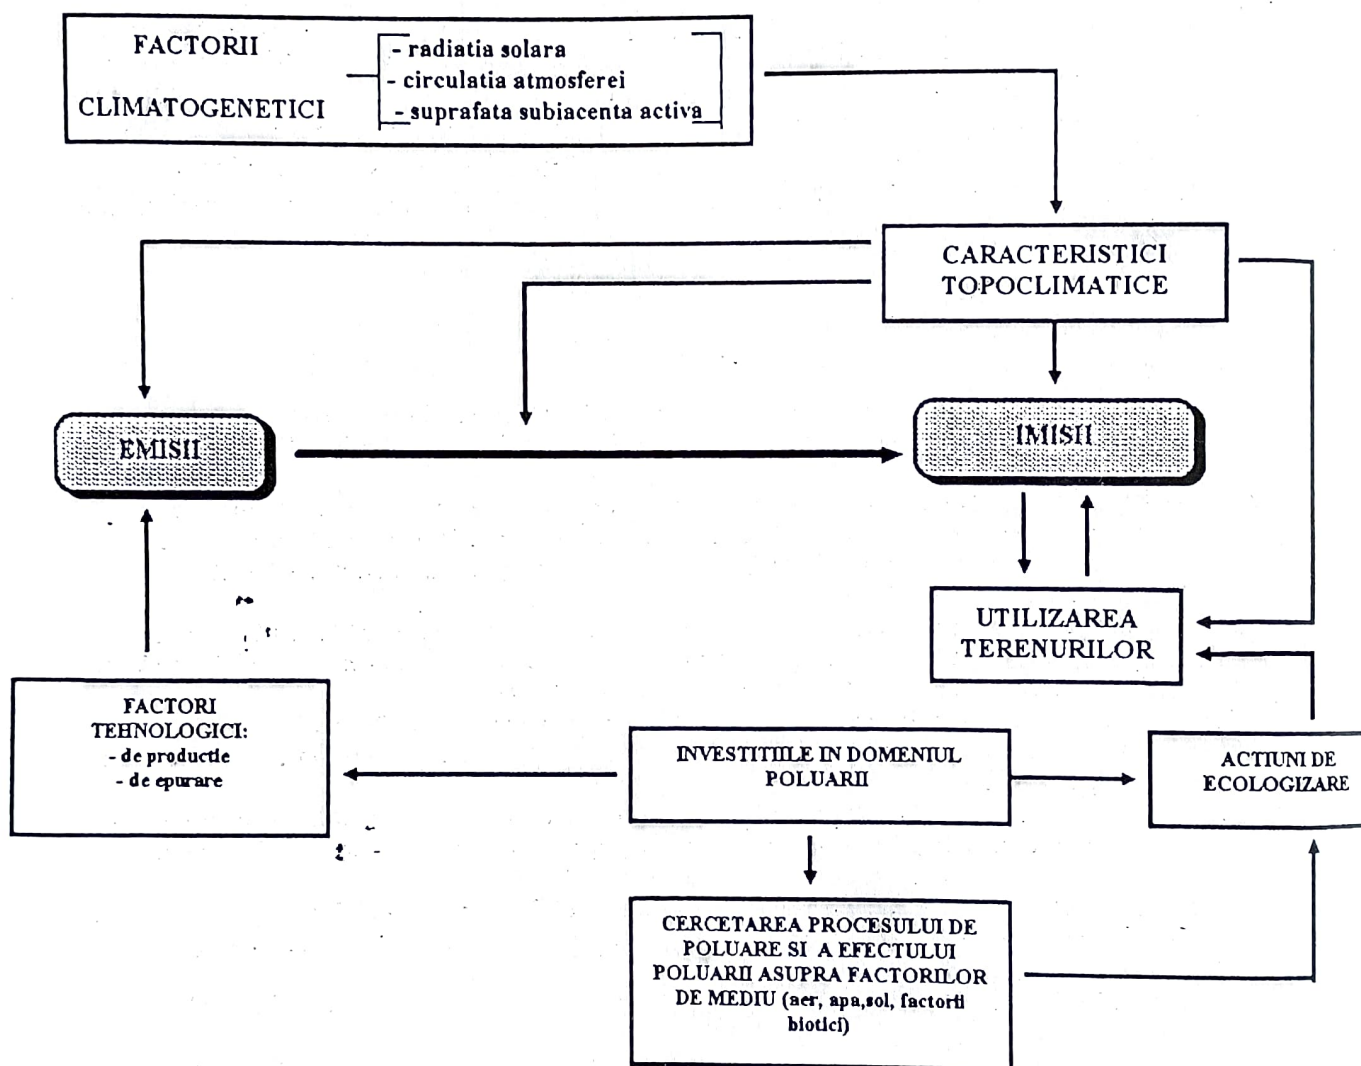 FACTORII
CLIMATOGENETICI
- radiatia solara
- circulatia atmosferei
- suprafata subiacenta activa
CARACTERISTICI
TOPOCLIMATICE
EMISII
IMISII
UTILIZAREA
TERENURILOR
FACTORI
TEHNOLOGICI:
- de productie
- de epurare
INVESTITIILE IN DOMENIUL
POLUARII
ACTIUNI DE
ECOLOGIZARE
CERCETAREA PROCESULUI DE
POLUARE SI A EFECTULUI
POLUARII ASUPRA FACTORILOR
DE MEDIU (aer, apa,sol, factorii
biotici)